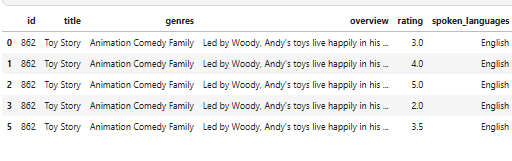 id title genres overview rating spoken_languages
0 862 Toy Story Animation Comedy Family Led by Woody, Andy's toys live happily in his ... 3.0 English
1 862 Toy Story Animation Comedy Family Led by Woody, Andy's toys live happily in his ... 4.0 English
2 862 Toy Story Animation Comedy Family Led by Woody, Andy's toys live happily in his ... 5.0 English
3 862 Toy Story Animation Comedy Family Led by Woody, Andy's toys live happily in his ... 2.0 English
5 862 Toy Story Animation Comedy Family Led by Woody, Andy's toys live happily in his ... 3.5 English